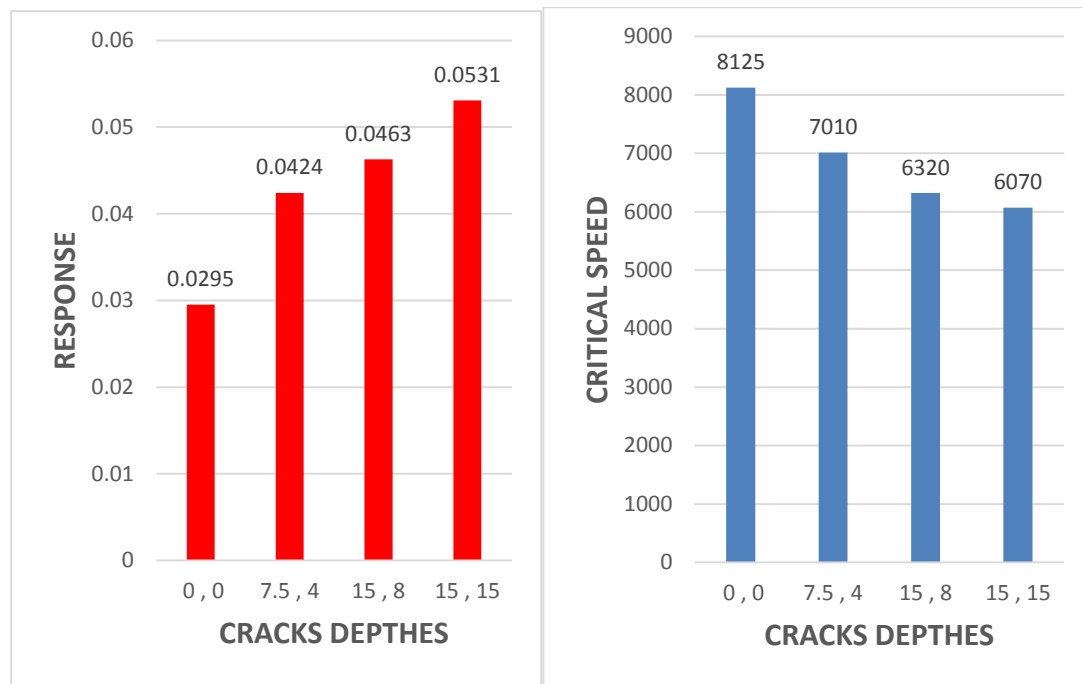 0.06
0.05
0.04
0.03
0.02
0.01
0
RESPONSE
0.0295
0.0424
0.0463
0.0531
0 , 0
7.5 , 4
15 , 8
15 , 15
CRACKS DEPTHES
9000
8000
7000
6000
5000
4000
3000
2000
1000
0
CRITICAL SPEED
8125
7010
6320
6070
0 , 0
7.5 , 4
15 , 8
15 , 15
CRACKS DEPTHES